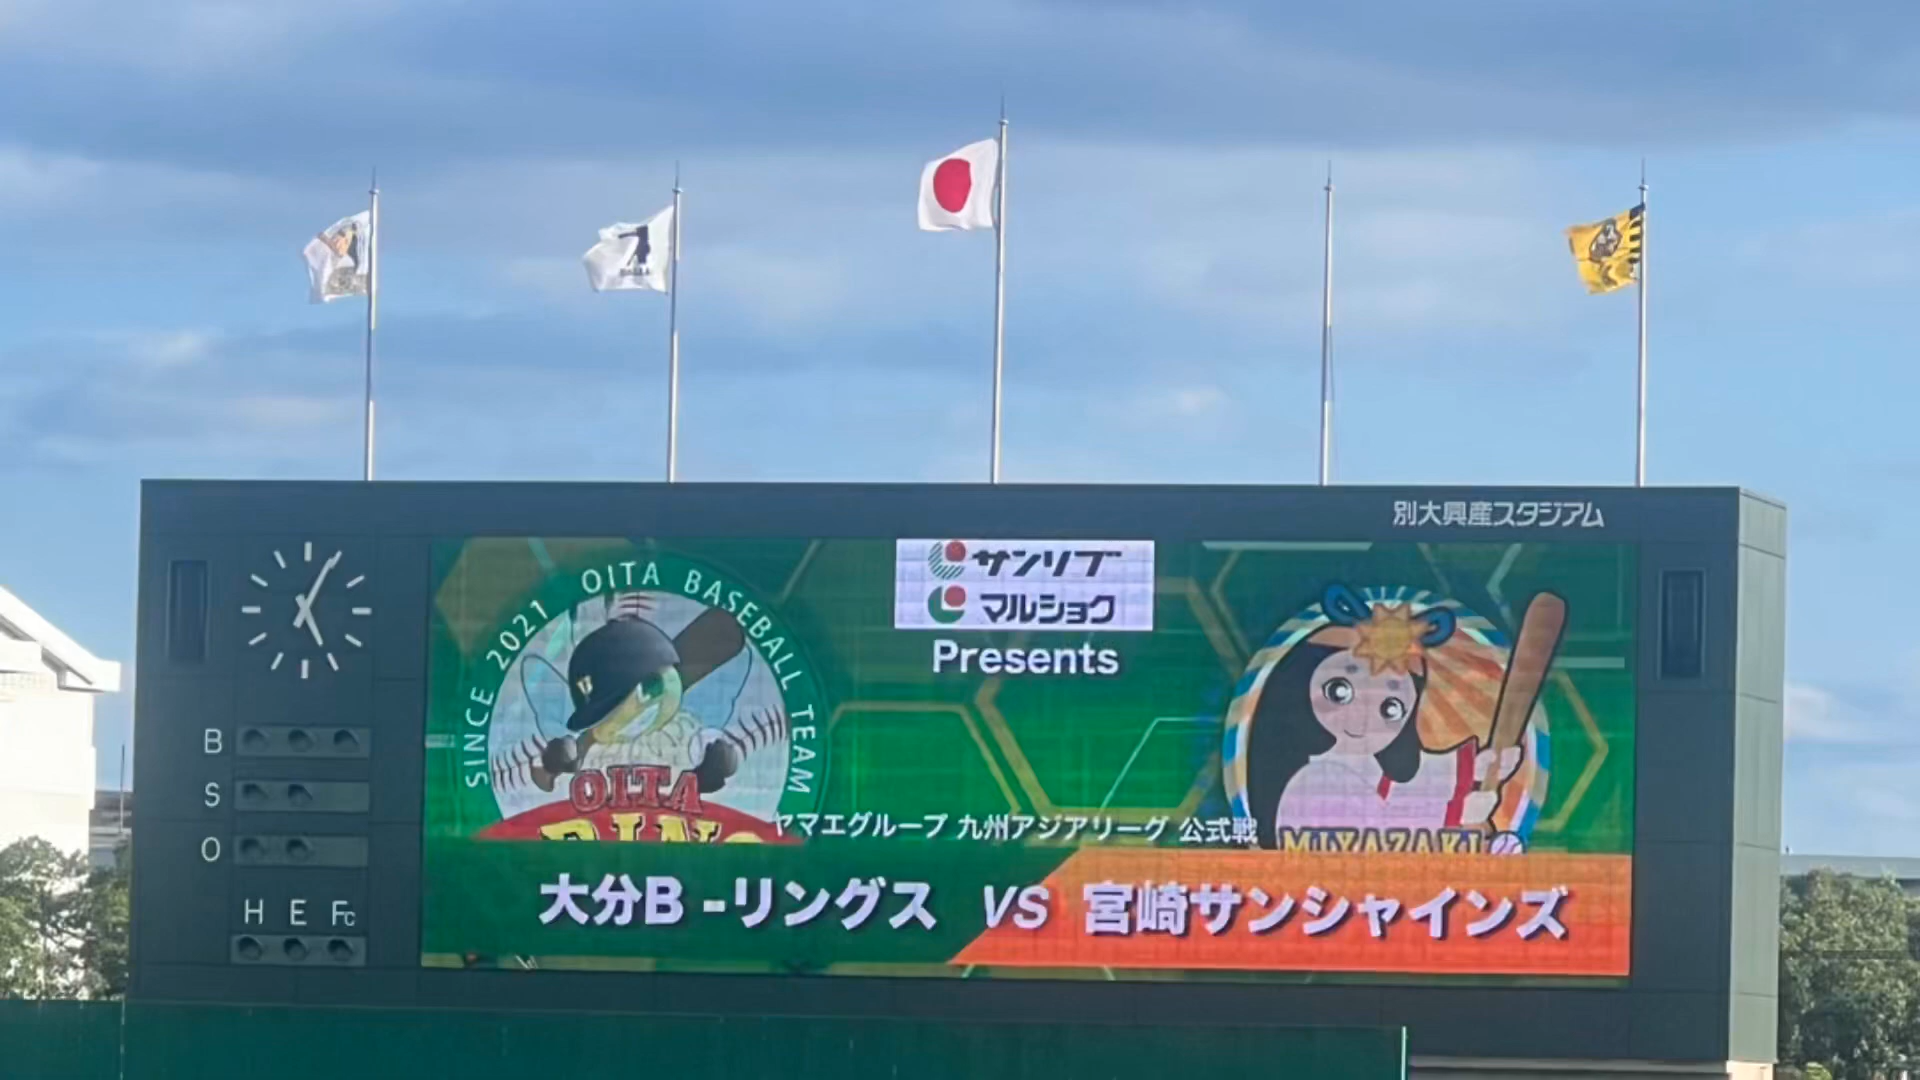 別大興産スタジアム
SINCE 2021 OITA BASEBALL TEAM
サンリブ
マルショク
Presents
OITA
MIYAZAKI
ヤマエグループ 九州アジアリーグ 公式戦
大分B-リングス VS 宮崎サンシャインズ
B
S
O
H E Fc